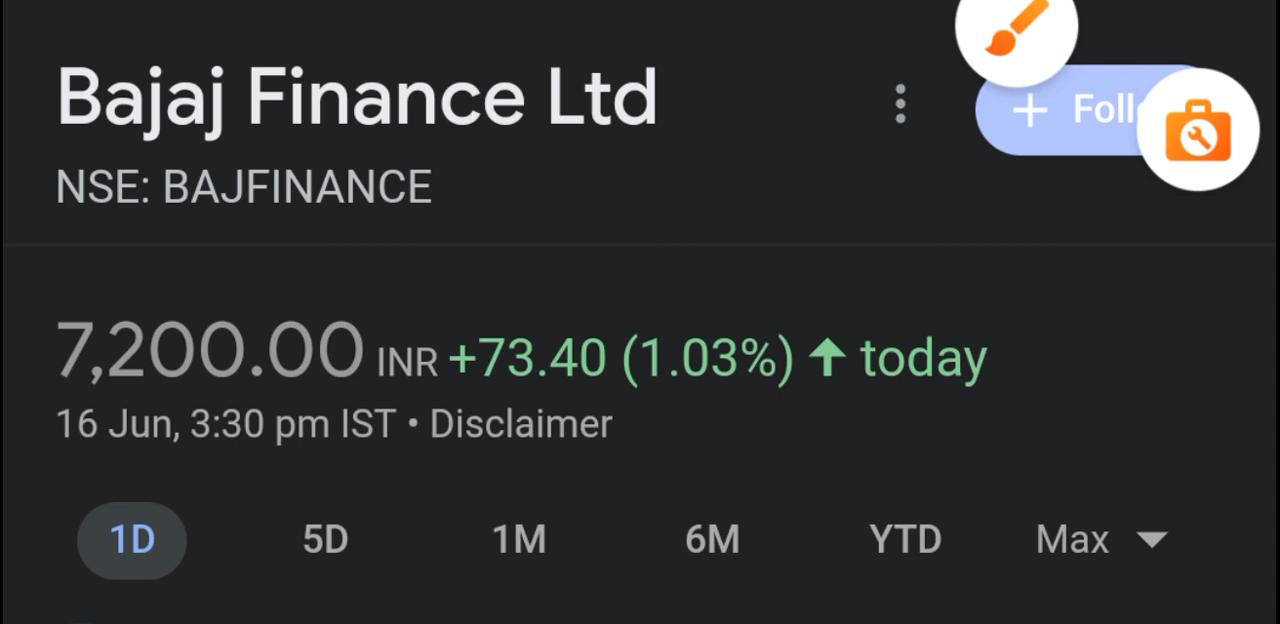 Bajaj Finance Ltd
NSE: BAJFINANCE
7,200.00 INR +73.40 (1.03%) ↑ today
16 Jun, 3:30 pm IST • Disclaimer
1D 5D 1M 6M YTD Max